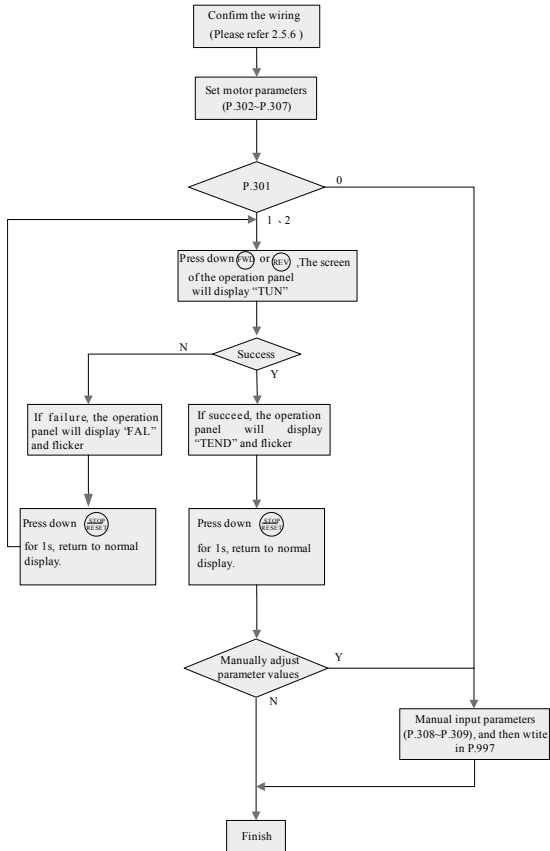 Confirm the wiring
(Please refer 2.5.6 )
Set motor parameters
(P.302~P.307)
P.301
0
1 、2
Press down FWD or REV ,The screen
of the operation panel
will display “TUN”
N
Success
Y
If failure, the operation
panel will display “FAL”
and flicker
If succeed, the operation
panel will display
“TEND” and flicker
Press down STOP
RESET
for 1s, return to normal
display.
Press down STOP
RESET
for 1s, return to normal
display.
Manually adjust
parameter values
Y
N
Manual input parameters
(P.308~P.309), and then wtite
in P.997
Finish